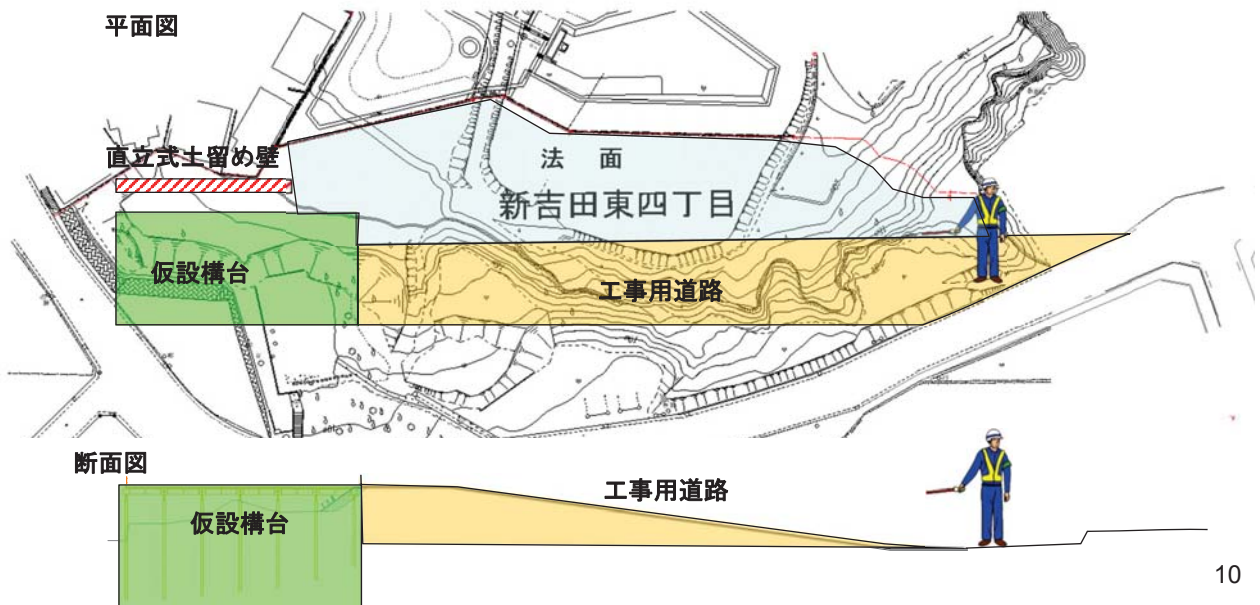 平面図
直立式土留め壁
法 面
新吉田東四丁目
仮設構台
工事用道路
断面図
仮設構台
工事用道路
10